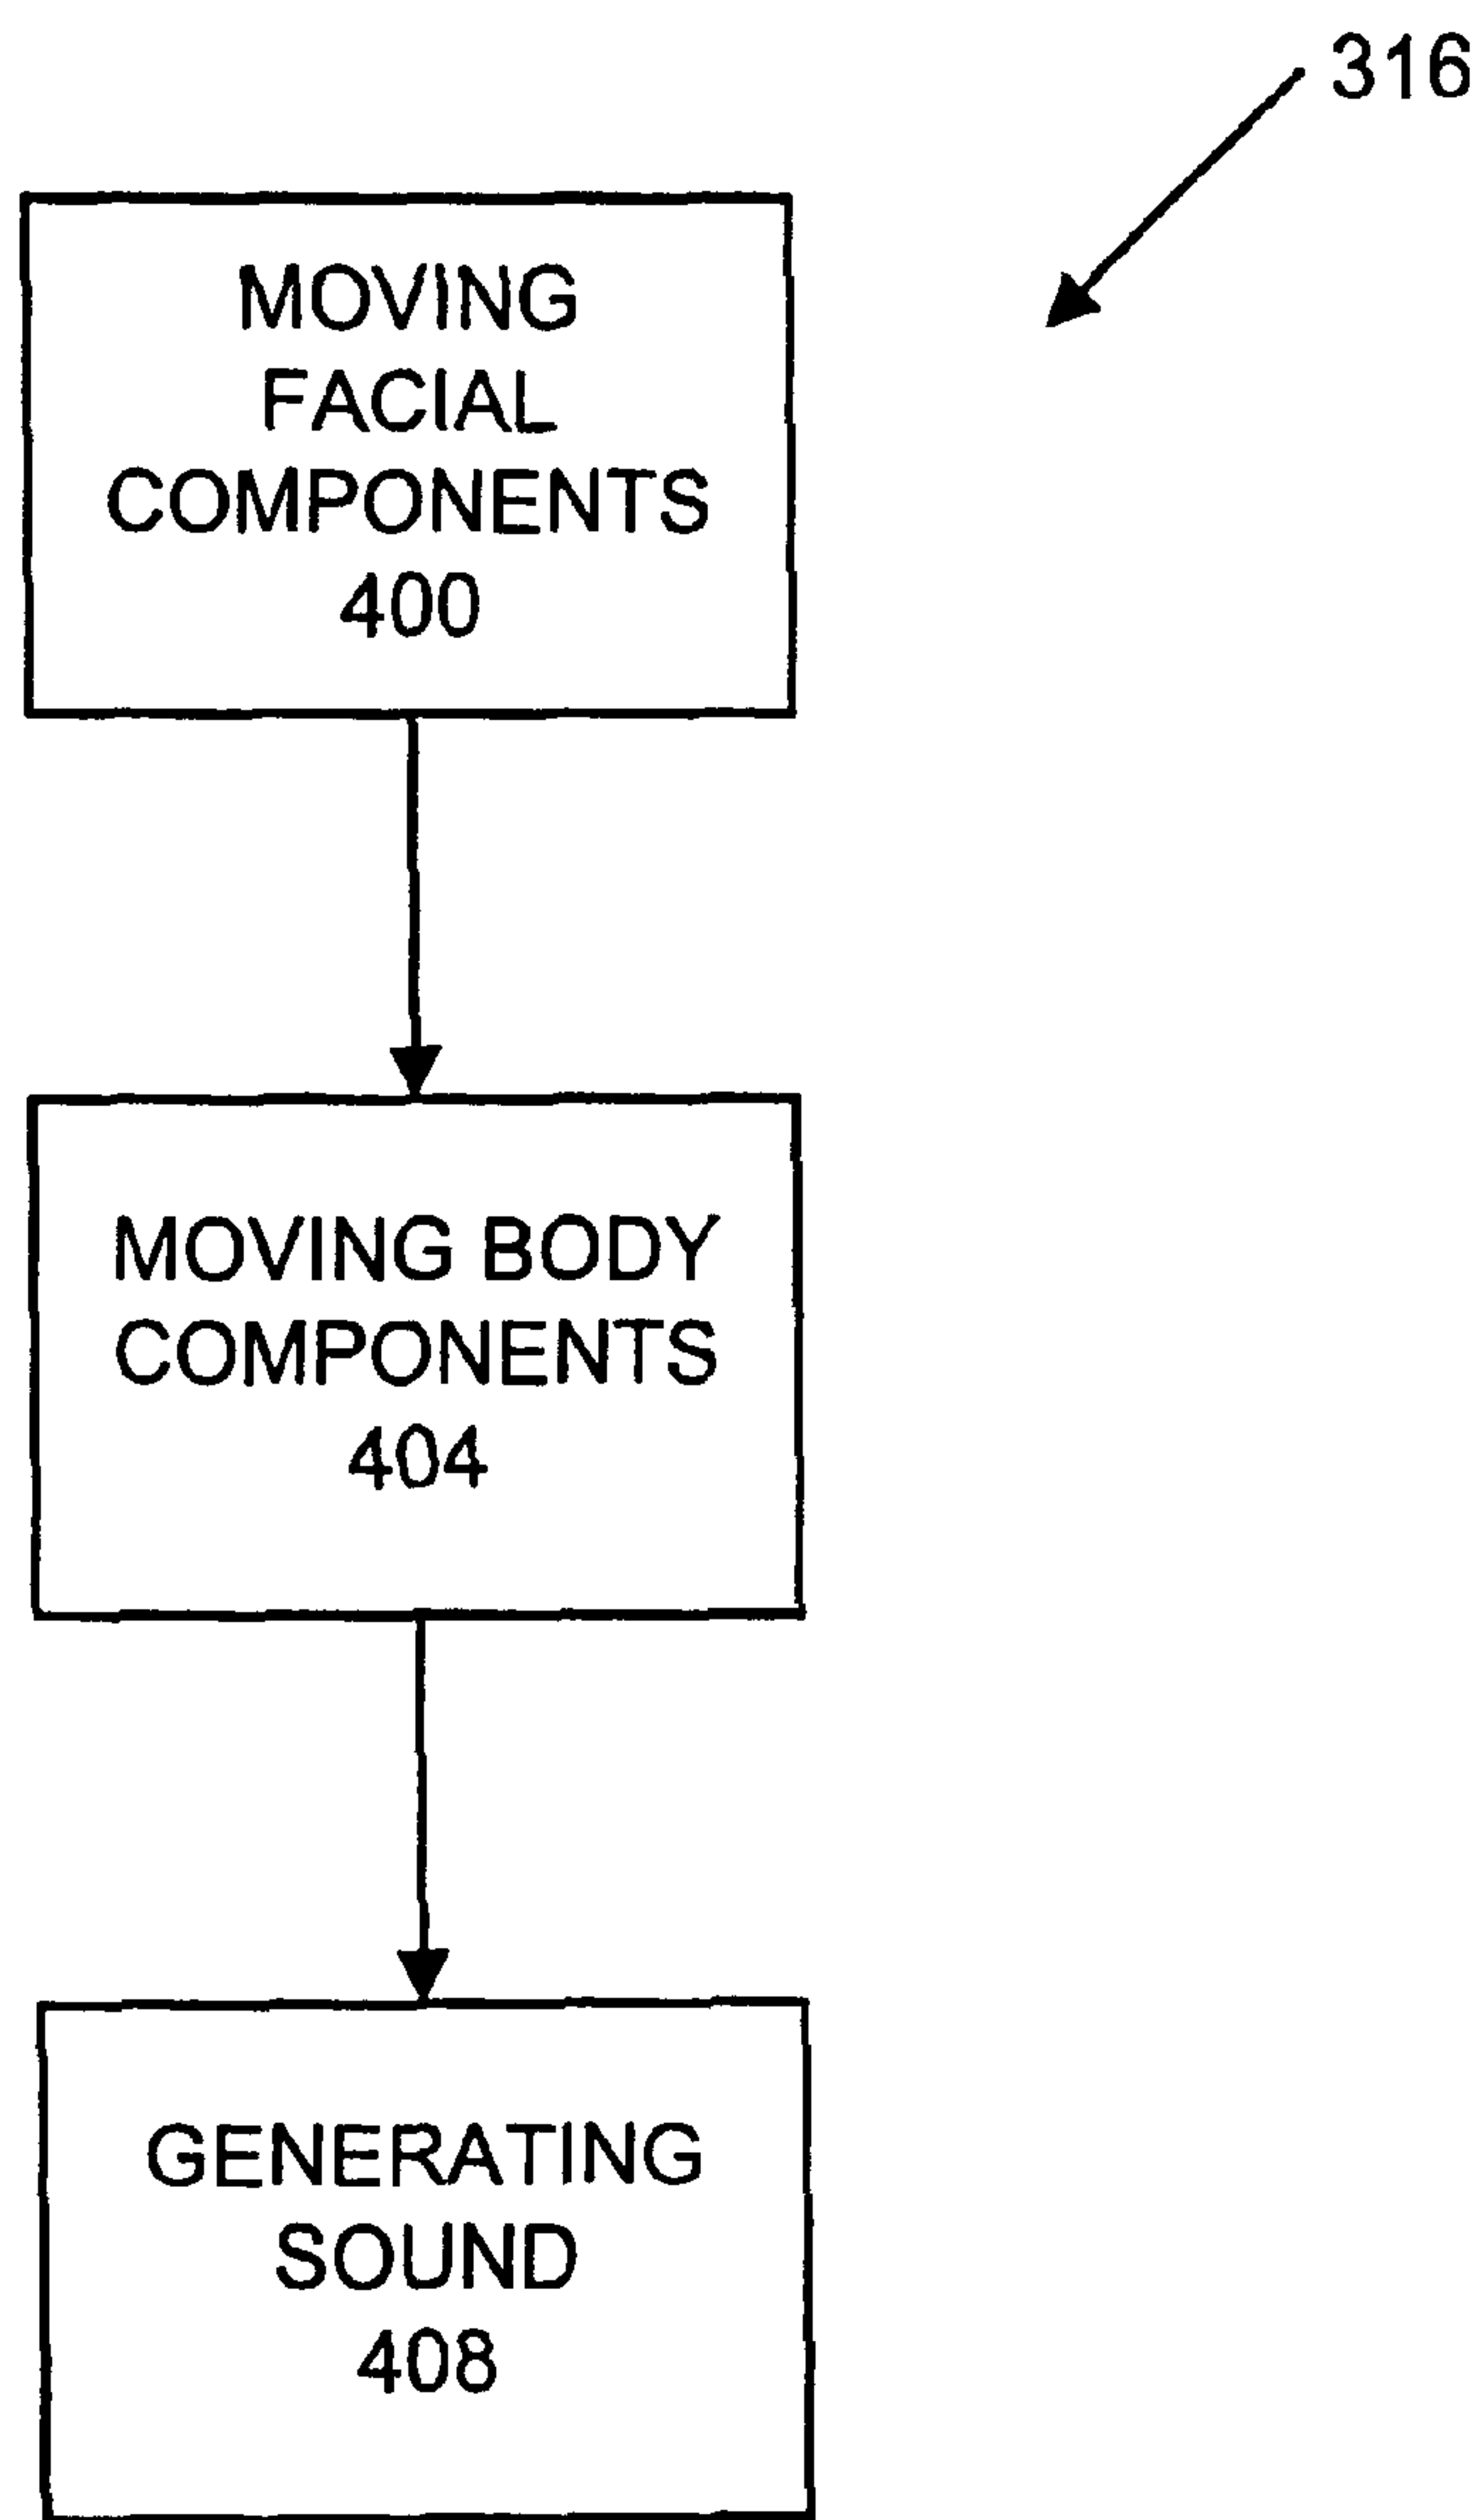 316
MOVING
FACIAL
COMPONENTS
400
MOVING BODY
COMPONENTS
404
GENERATING
SOUND
408